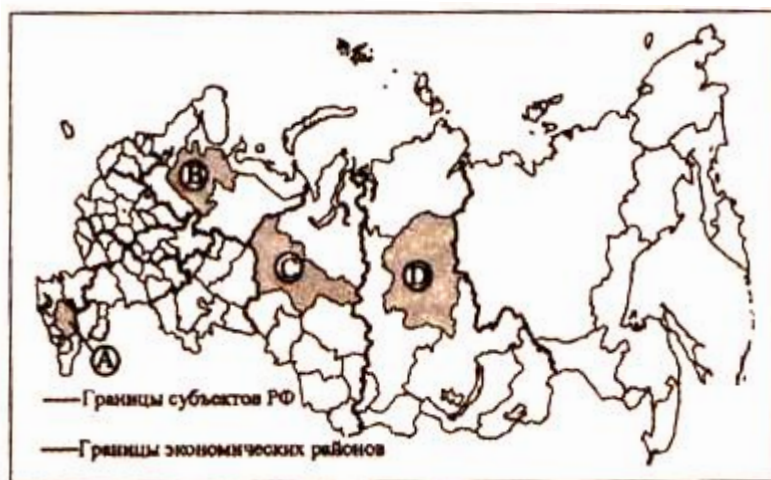 B
C
D
A
Границы субъектов РФ
Границы экономических районов